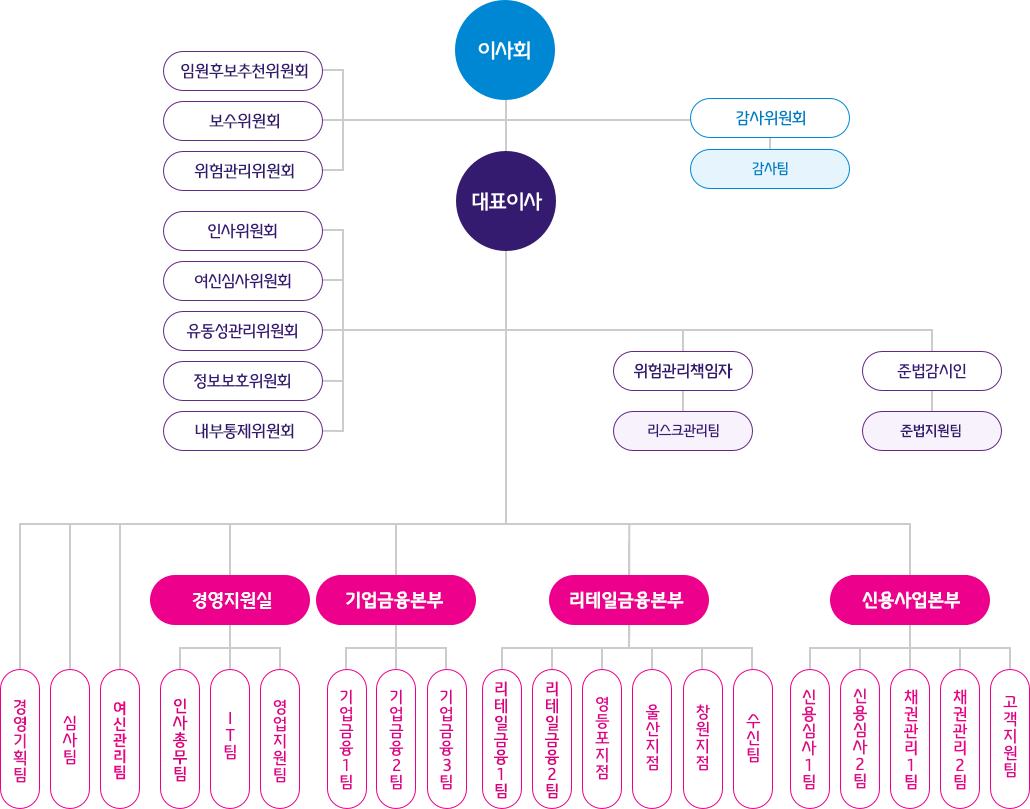 이사회
임원후보추천위원회
보수위원회
위험관리위원회
감사위원회
감사팀
대표이사
인사위원회
여신심사위원회
유동성관리위원회
정보보호위원회
내부통제위원회
위험관리책임자
준법감시인
리스크관리팀
준법지원팀
경영지원실
기업금융본부
리테일금융본부
신용사업본부
경영기획팀
심사팀
여신관리팀
인사총무팀
IT팀
영업지원팀
기업금융1팀
기업금융2팀
기업금융3팀
리테일금융1팀
리테일금융2팀
영등포지점
울산지점
창원지점
수신팀
신용심사1팀
신용심사2팀
채권관리1팀
채권관리2팀
고객지원팀